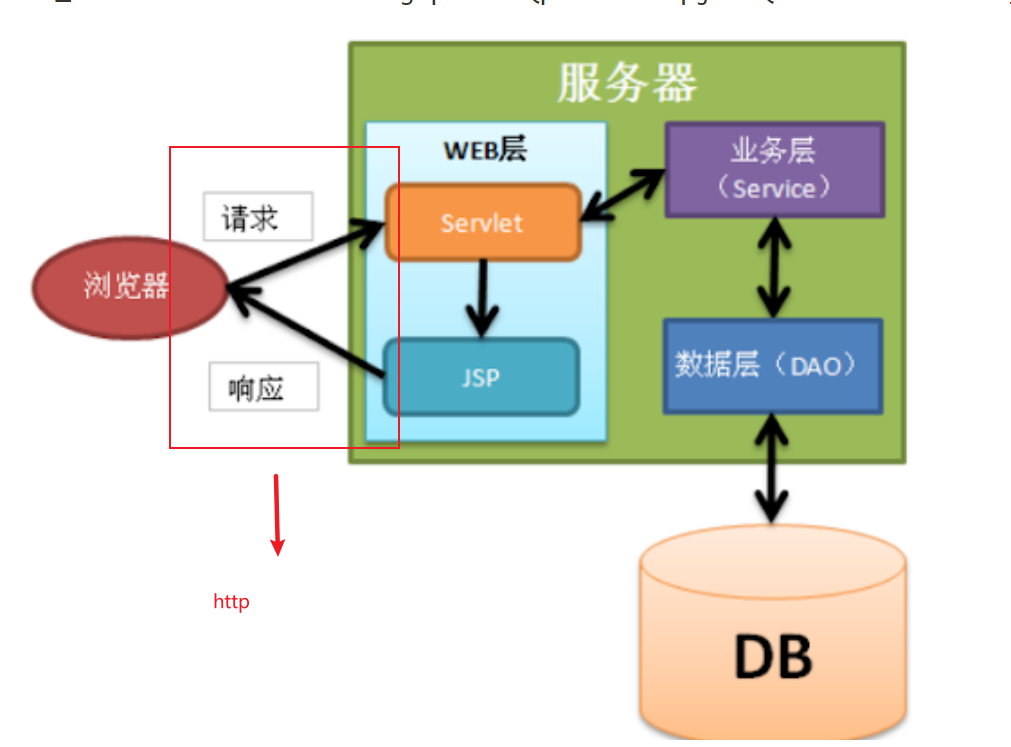 服务器
WEB层
业务层
（Service）
请求
Servlet
浏览器
数据层（DAO）
JSP
响应
http
DB